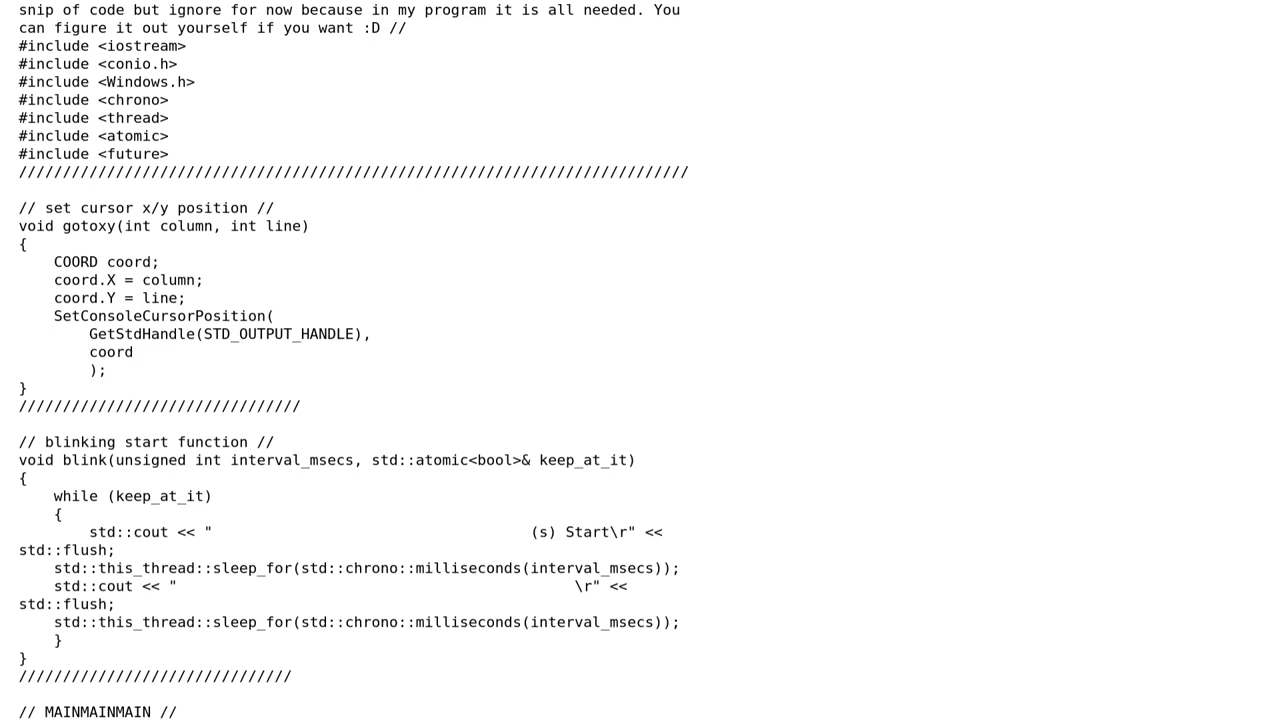 snip of code but ignore for now because in my program it is all needed. You
can figure it out yourself if you want :D //
#include <iostream>
#include <conio.h>
#include <Windows.h>
#include <chrono>
#include <thread>
#include <atomic>
#include <future>
////////////////////////////////////////////////////////////////////////////

// set cursor x/y position //
void gotoxy(int column, int line)
{
    COORD coord;
    coord.X = column;
    coord.Y = line;
    SetConsoleCursorPosition(
        GetStdHandle(STD_OUTPUT_HANDLE),
        coord
        );
}
////////////////////////////////

// blinking start function //
void blink(unsigned int interval_msecs, std::atomic<bool>& keep_at_it)
{
    while (keep_at_it)
    {
        std::cout << "                                    (s) Start\r" <<
std::flush;
    std::this_thread::sleep_for(std::chrono::milliseconds(interval_msecs));
    std::cout << "                                             \r" <<
std::flush;
    std::this_thread::sleep_for(std::chrono::milliseconds(interval_msecs));
    }
}
///////////////////////////////

// MAINMAINMAIN //